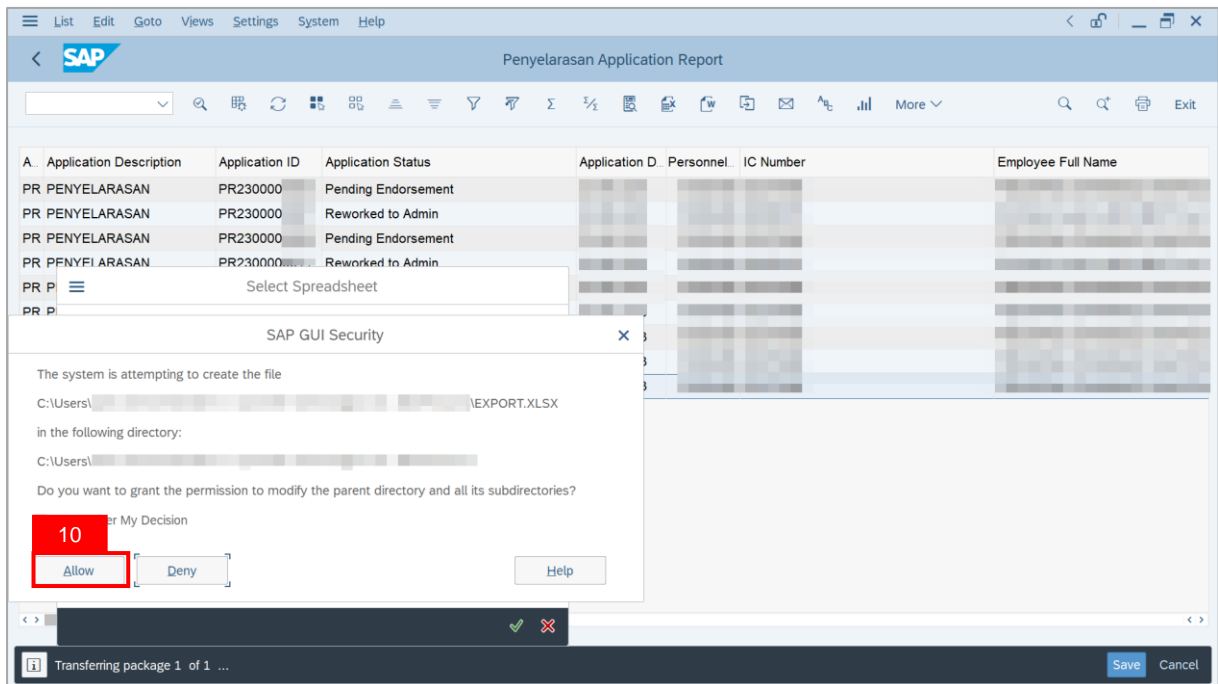 List Edit Goto Views Settings System Help
SAP Penyelarasan Application Report
More Exit
A... Application Description Application ID Application Status Application D... Personnel... IC Number Employee Full Name
PR PENYELARASAN PR230000 Pending Endorsement
PR PENYELARASAN PR230000 Reworked to Admin
PR PENYELARASAN PR230000 Pending Endorsement
PR PENYELARASAN PR230000 Reworked to Admin
PR P
Select Spreadsheet
PR P
SAP GUI Security
The system is attempting to create the file
C:\Users\ \EXPORT.XLSX
in the following directory:
C:\Users\
Do you want to grant the permission to modify the parent directory and all its subdirectories?
My Decision
10
Allow Deny Help
Transferring package 1 of 1 ...
Save Cancel